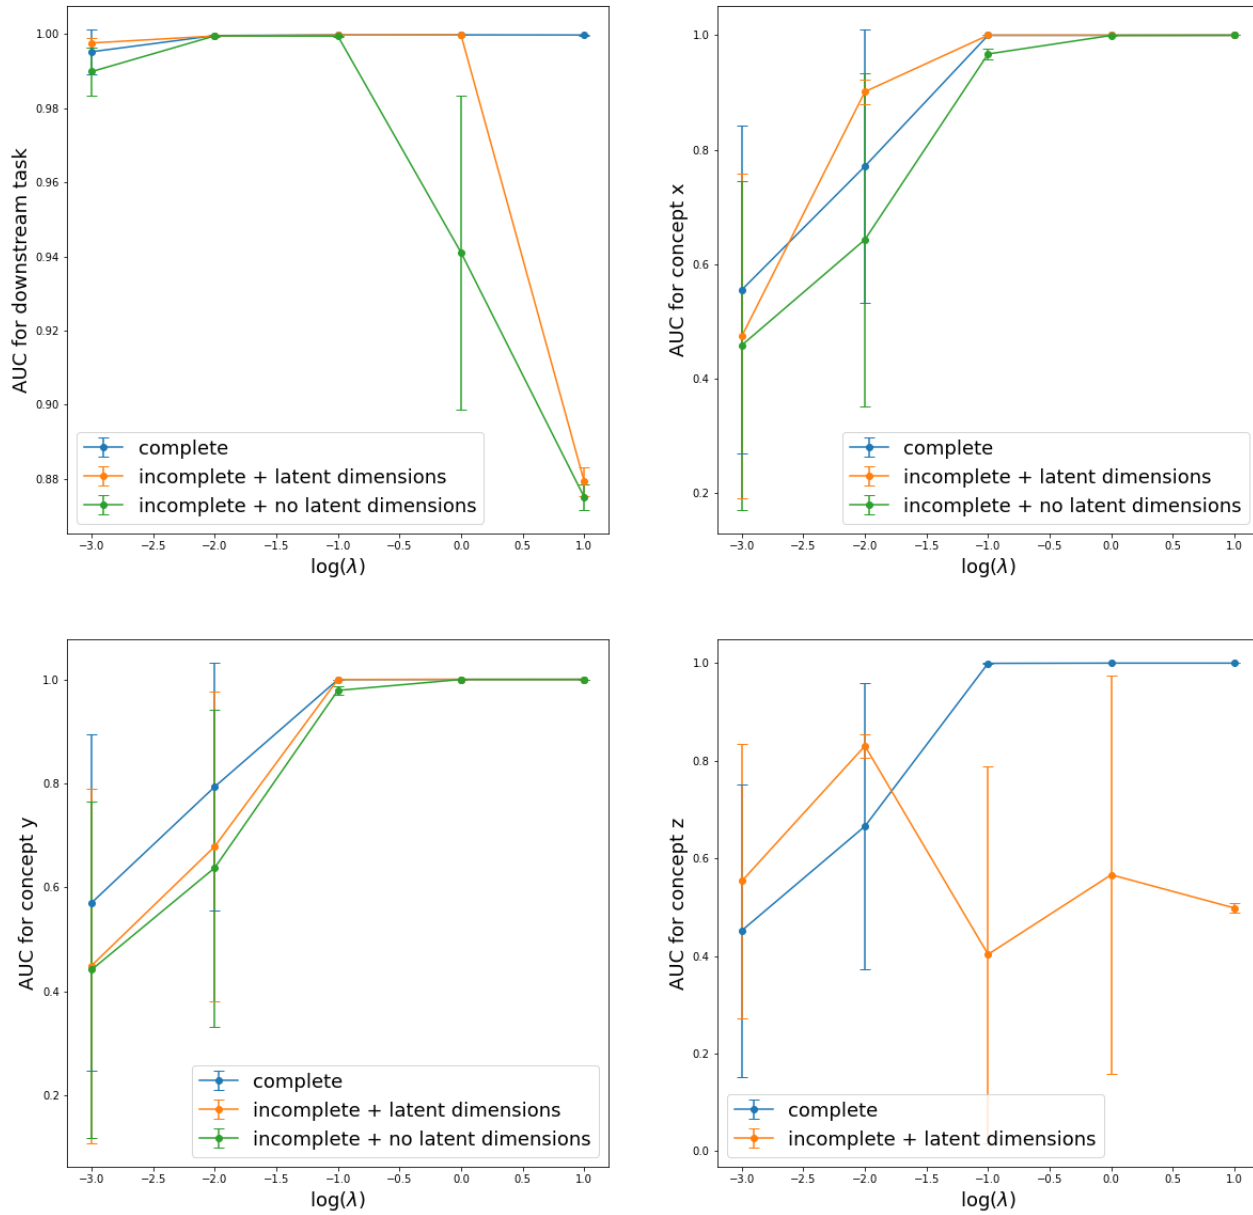 AUC for downstream task
1.00
0.98
0.96
0.94
0.92
0.90
0.88
complete
incomplete + latent dimensions
incomplete + no latent dimensions
−3.0 −2.5 −2.0 −1.5 −1.0 −0.5 0.0 0.5 1.0
log(λ)
AUC for concept x
1.0
0.8
0.6
0.4
0.2
complete
incomplete + latent dimensions
incomplete + no latent dimensions
−3.0 −2.5 −2.0 −1.5 −1.0 −0.5 0.0 0.5 1.0
log(λ)
AUC for concept y
1.0
0.8
0.6
0.4
0.2
complete
incomplete + latent dimensions
incomplete + no latent dimensions
−3.0 −2.5 −2.0 −1.5 −1.0 −0.5 0.0 0.5 1.0
log(λ)
AUC for concept z
1.0
0.8
0.6
0.4
0.2
0.0
complete
incomplete + latent dimensions
−3.0 −2.5 −2.0 −1.5 −1.0 −0.5 0.0 0.5 1.0
log(λ)